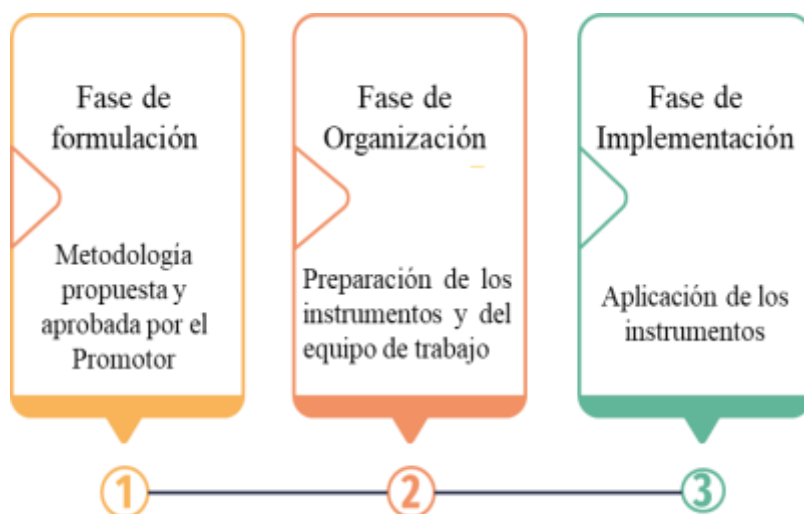 Fase de
formulación
Metodología
propuesta y
aprobada por el
Promotor
Fase de
Organización
Preparación de los
instrumentos y del
equipo de trabajo
Fase de
Implementación
Aplicación de los
instrumentos
1
2
3